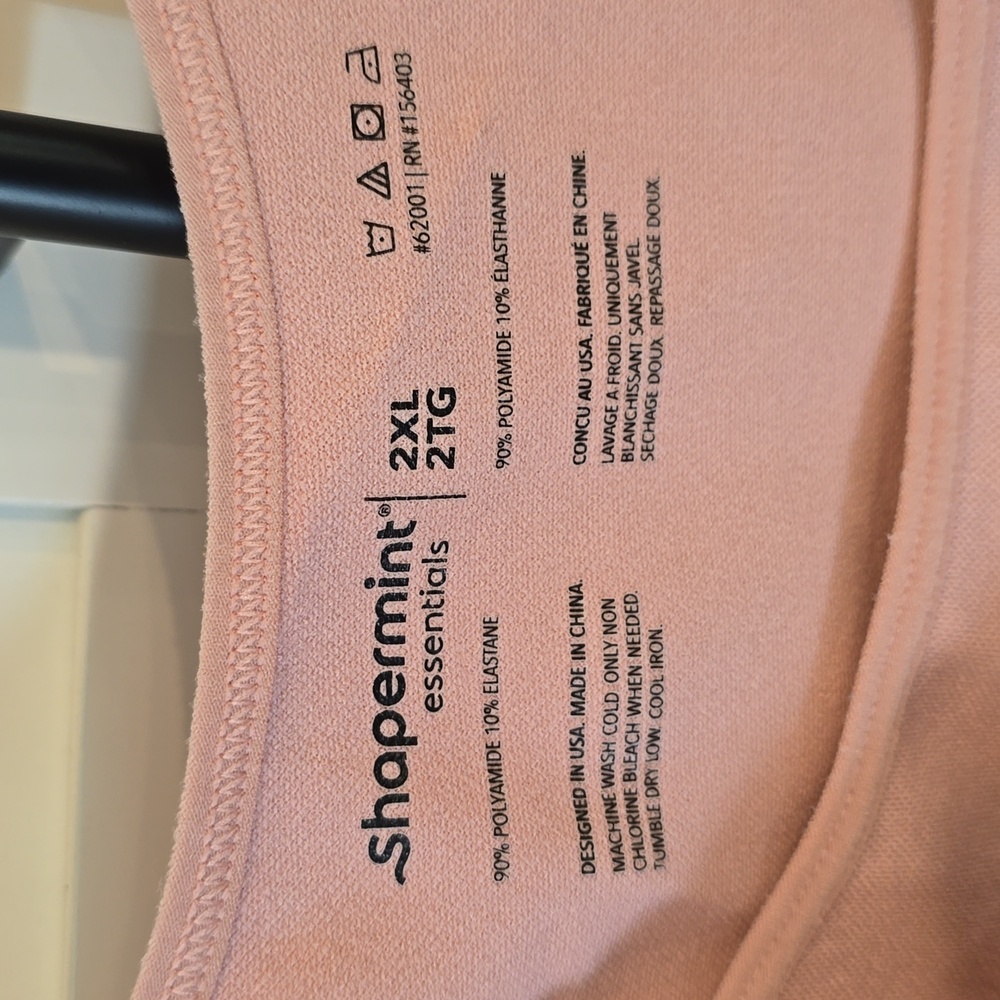 Shapermint® | 2XL
essentials | 2TG
#62001 | RN #156403
90% POLYAMIDE 10% ELASTANE
90% POLYAMIDE 10% ÉLASTHANNE
DESIGNED IN USA. MADE IN CHINA.
MACHINE WASH COLD ONLY NON
CHLORINE BLEACH WHEN NEEDED.
TUMBLE DRY LOW. COOL IRON.
CONCU AU USA. FABRIQUÉ EN CHINE.
LAVAGE A FROID. UNIQUEMENT
BLANCHISSANT SANS JAVEL.
SECHAGE DOUX. REPASSAGE DOUX.